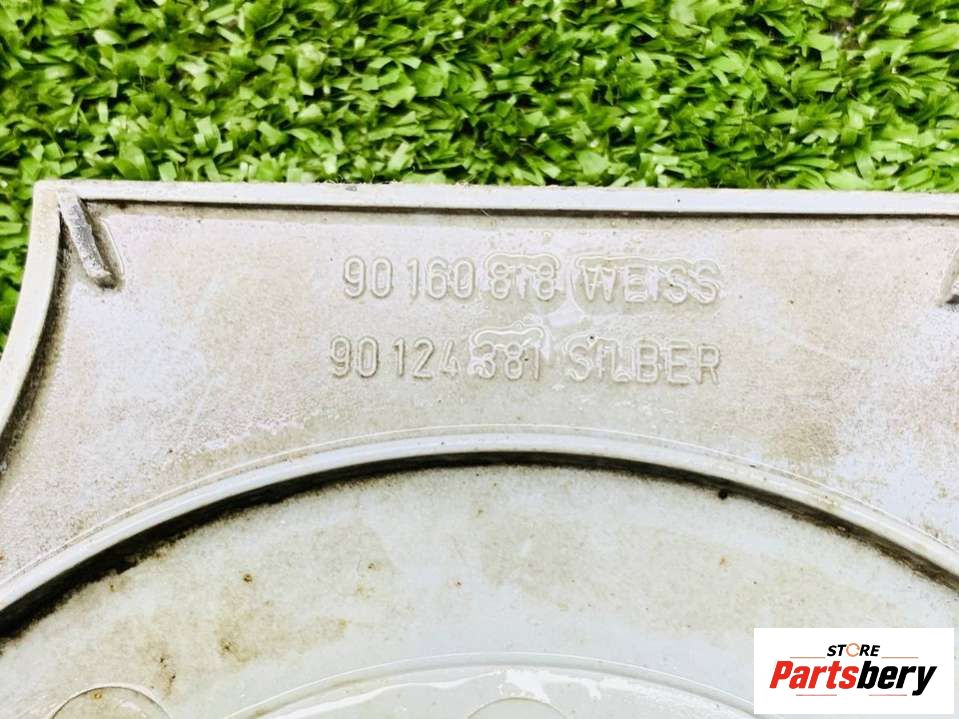 90 160 818 WEISS
90 124 381 SILBER
STORE
Partsbery